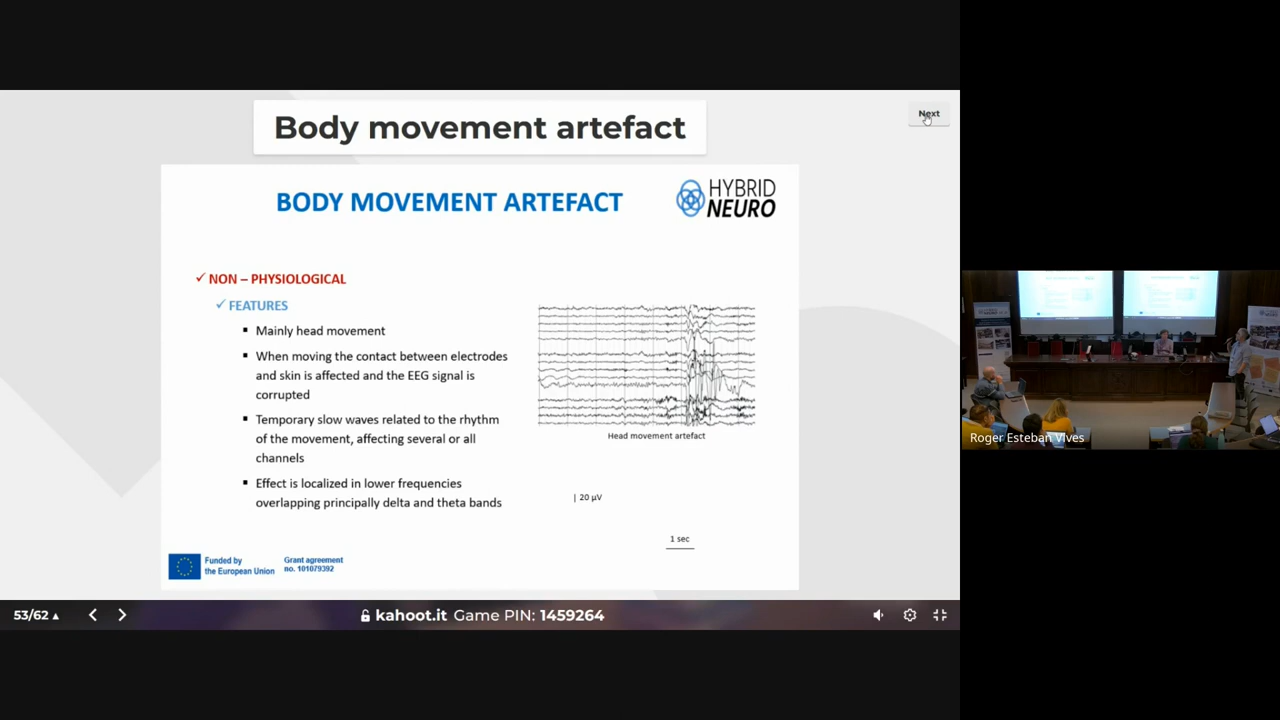 Body movement artefact
Next
BODY MOVEMENT ARTEFACT
HYBRID
NEURO
✓ NON – PHYSIOLOGICAL
✓ FEATURES
▪ Mainly head movement
▪ When moving the contact between electrodes
and skin is affected and the EEG signal is
corrupted
▪ Temporary slow waves related to the rhythm
of the movement, affecting several or all
channels
▪ Effect is localized in lower frequencies
overlapping principally delta and theta bands
Head movement artefact
| 20 µV
1 sec
Funded by
the European Union
Grant agreement
no. 101079392
53/62
kahoot.it Game PIN: 1459264
Roger Esteban Vives